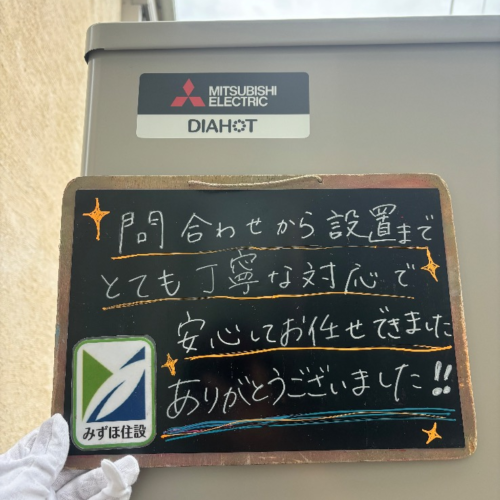 MITSUBISHI
ELECTRIC
DIAHOT
問合わせから設置まで
とても丁寧な対応で
安心してお任せできました
ありがとうございました!!
みずほ住設